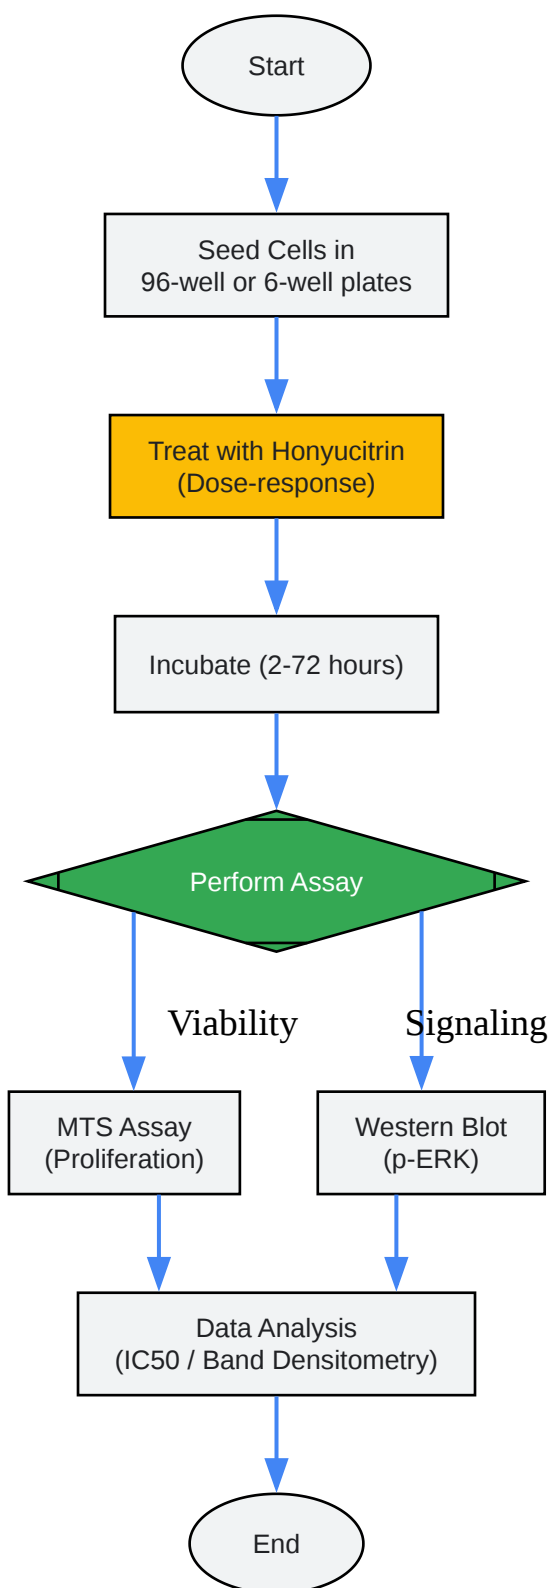 Start
Seed Cells in
96-well or 6-well plates
Treat with Honyucitrin
(Dose-response)
Incubate (2-72 hours)
Perform Assay
Viability
Signaling
MTS Assay
(Proliferation)
Western Blot
(p-ERK)
Data Analysis
(IC50 / Band Densitometry)
End